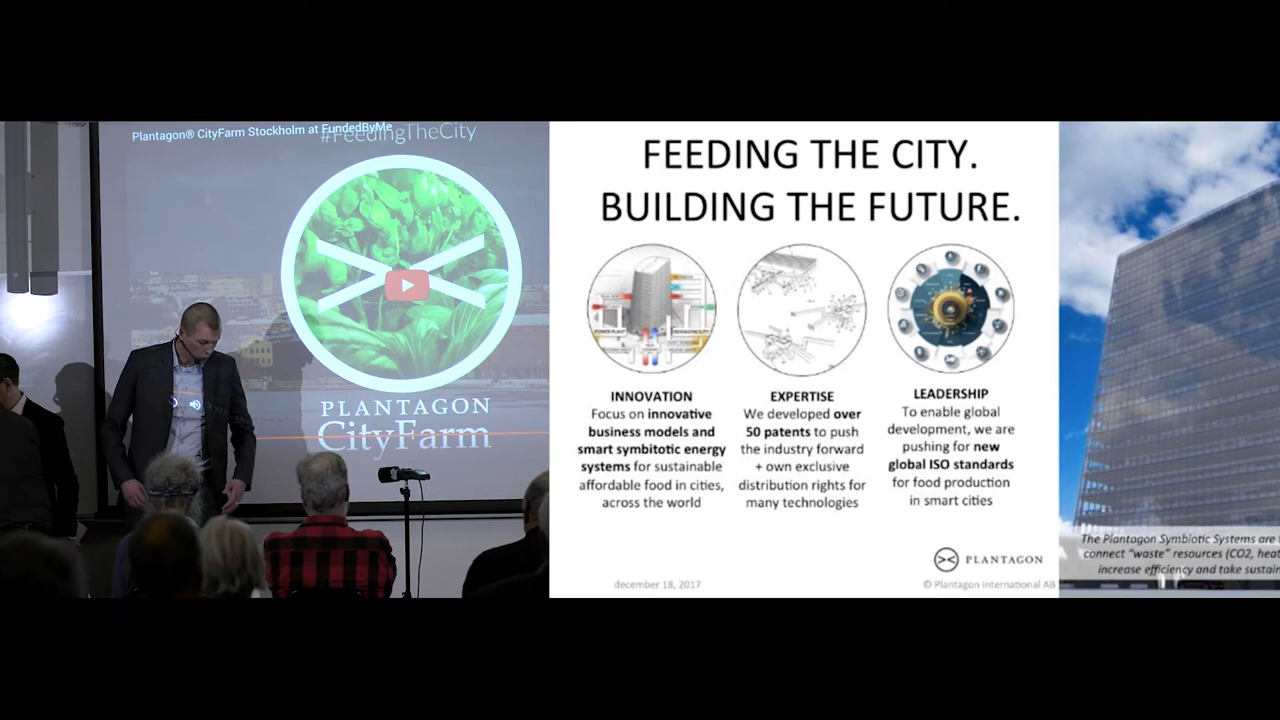 Plantagon® CityFarm Stockholm at FundedByMe
#FeedingTheCity
PLANTAGON
CityFarm
FEEDING THE CITY.
BUILDING THE FUTURE.
INNOVATION
Focus on innovative
business models and
smart symbitotic energy
systems for sustainable
affordable food in cities,
across the world
EXPERTISE
We developed over
50 patents to push
the industry forward
+ own exclusive
distribution rights for
many technologies
LEADERSHIP
To enable global
development, we are
pushing for new
global ISO standards
for food production
in smart cities
PLANTAGON
december 18, 2017
© Plantagon International AB
The Plantagon Symbiotic Systems are
connect "waste" resources (CO2, heat
increase efficiency and take sustain